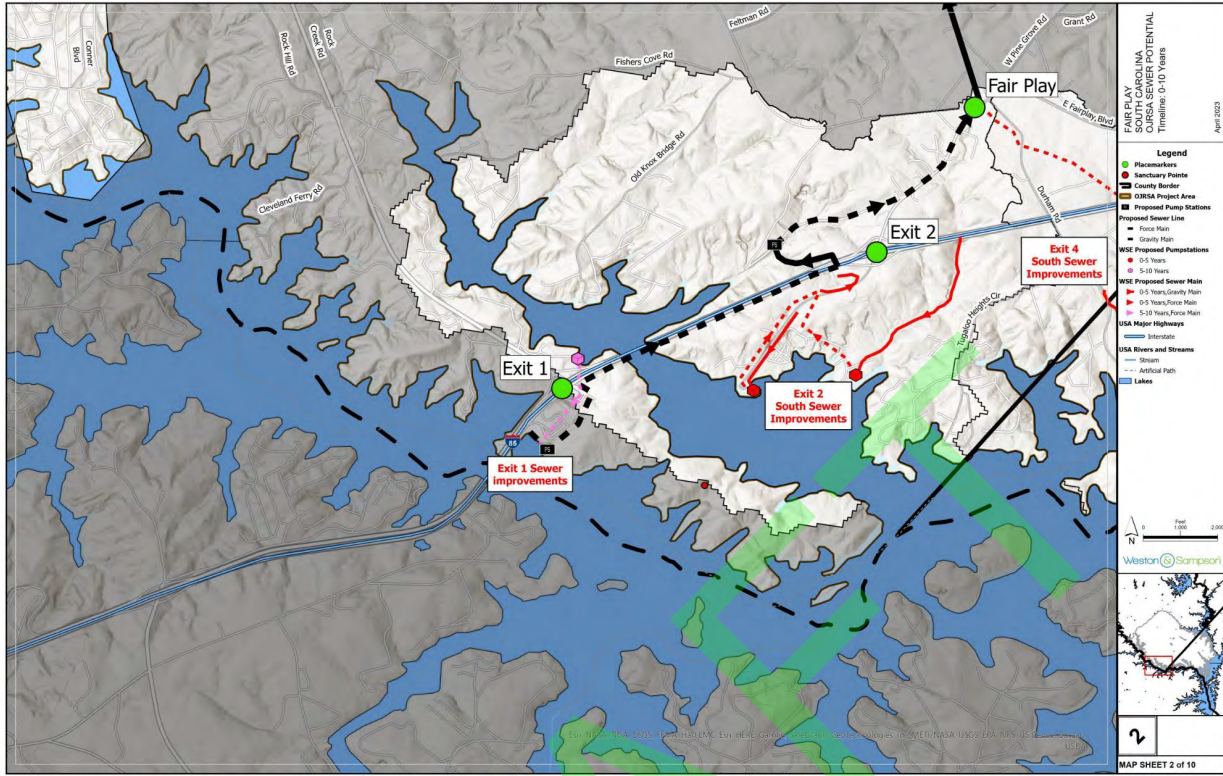 Conner
Blvd
Rock
Creek Rd
Rock Hill Rd
Feltman Rd
W Pine Grove Rd
Grant Rd
Fishers Cove Rd
Fair Play
E Fairplay Blvd
Old Knox Bridge Rd
Cleveland Ferry Rd
Durham Rd
PS
Exit 2
Exit 4
South Sewer
Improvements
Tugaloo Heights Cir
Exit 1
Exit 2
South Sewer
Improvements
85
PS
Exit 1 Sewer
improvements
FAIR PLAY
SOUTH CAROLINA
OJRSA SEWER POTENTIAL
Timeline: 0-10 Years
April 2023
Legend
Placemarkers
Sanctuary Pointe
County Border
OJRSA Project Area
Proposed Pump Stations
Proposed Sewer Line
Force Main
Gravity Main
WSE Proposed Pumpstations
0-5 Years
5-10 Years
WSE Proposed Sewer Main
0-5 Years,Gravity Main
0-5 Years,Force Main
5-10 Years,Force Main
USA Major Highways
Interstate
USA Rivers and Streams
Stream
Artificial Path
Lakes
N
Feet
0 1,000 2,000
Weston & Sampson
2
MAP SHEET 2 of 10